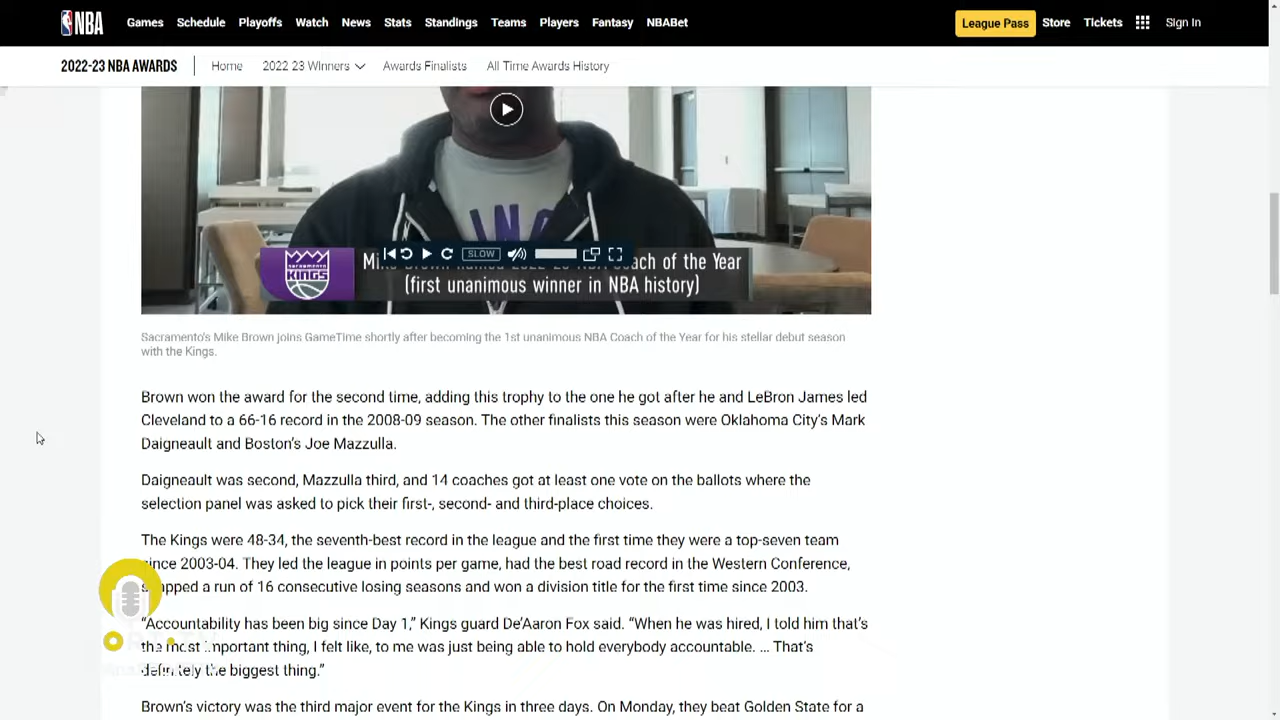 NBA Games Schedule Playoffs Watch News Stats Standings Teams Players Fantasy NBABet League Pass Store Tickets Sign In
2022-23 NBA AWARDS Home 2022 23 Winners Awards Finalists All Time Awards History
SLOW
SACRAMENTO KINGS
ach of the Year
(first unanimous winner in NBA history)
Sacramento's Mike Brown joins GameTime shortly after becoming the 1st unanimous NBA Coach of the Year for his stellar debut season
with the Kings.
Brown won the award for the second time, adding this trophy to the one he got after he and LeBron James led
Cleveland to a 66-16 record in the 2008-09 season. The other finalists this season were Oklahoma City's Mark
Daigneault and Boston's Joe Mazzulla.
Daigneault was second, Mazzulla third, and 14 coaches got at least one vote on the ballots where the
selection panel was asked to pick their first-, second- and third-place choices.
The Kings were 48-34, the seventh-best record in the league and the first time they were a top-seven team
since 2003-04. They led the league in points per game, had the best road record in the Western Conference,
snapped a run of 16 consecutive losing seasons and won a division title for the first time since 2003.
“Accountability has been big since Day 1,” Kings guard De’Aaron Fox said. “When he was hired, I told him that’s
the most important thing, I felt like, to me was just being able to hold everybody accountable. … That’s
definitely the biggest thing.”
Brown’s victory was the third major event for the Kings in three days. On Monday, they beat Golden State for a